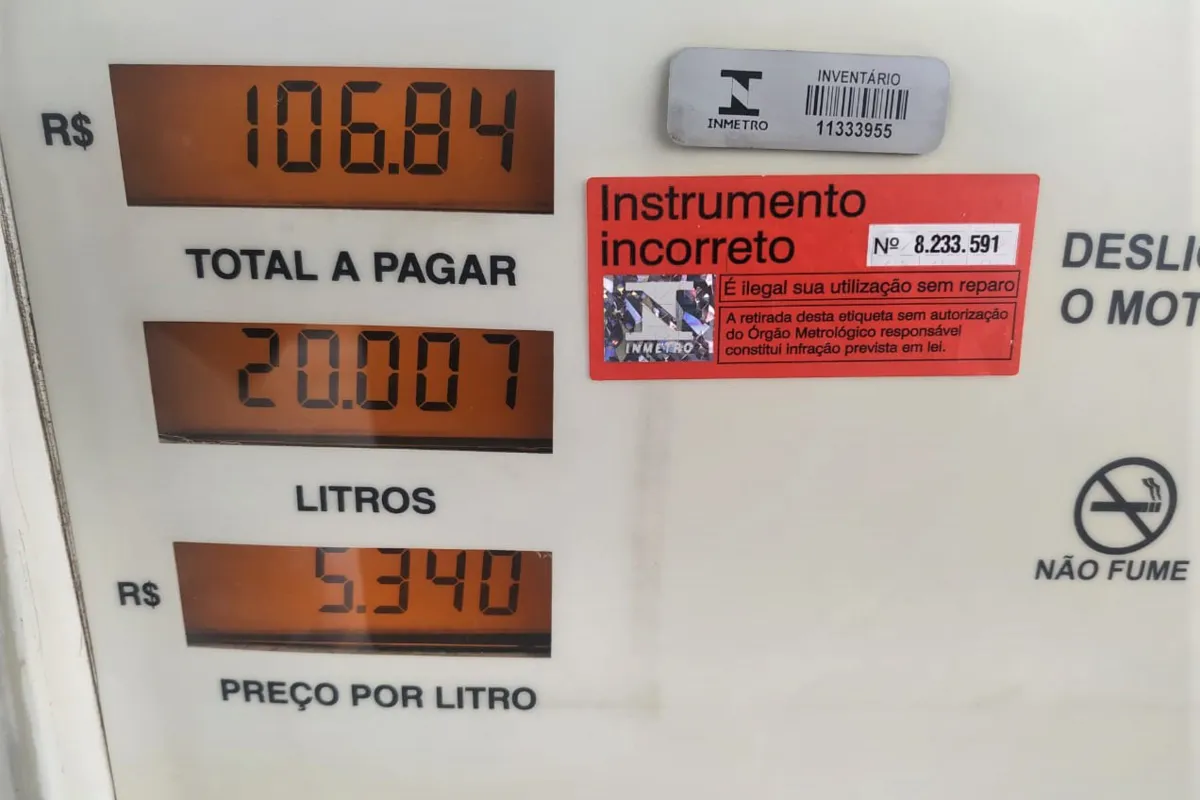 R$ 106.84
TOTAL A PAGAR
20.007
LITROS
R$ 5.340
PREÇO POR LITRO
INMETRO
INVENTÁRIO
11333955
Instrumento
incorreto
Nº 8.233.591
É ilegal sua utilização sem reparo
INMETRO
A retirada desta etiqueta sem autorização
do Órgão Metrológico responsável
constitui infração prevista em lei.
DESLIG
O MOT
NÃO FUME